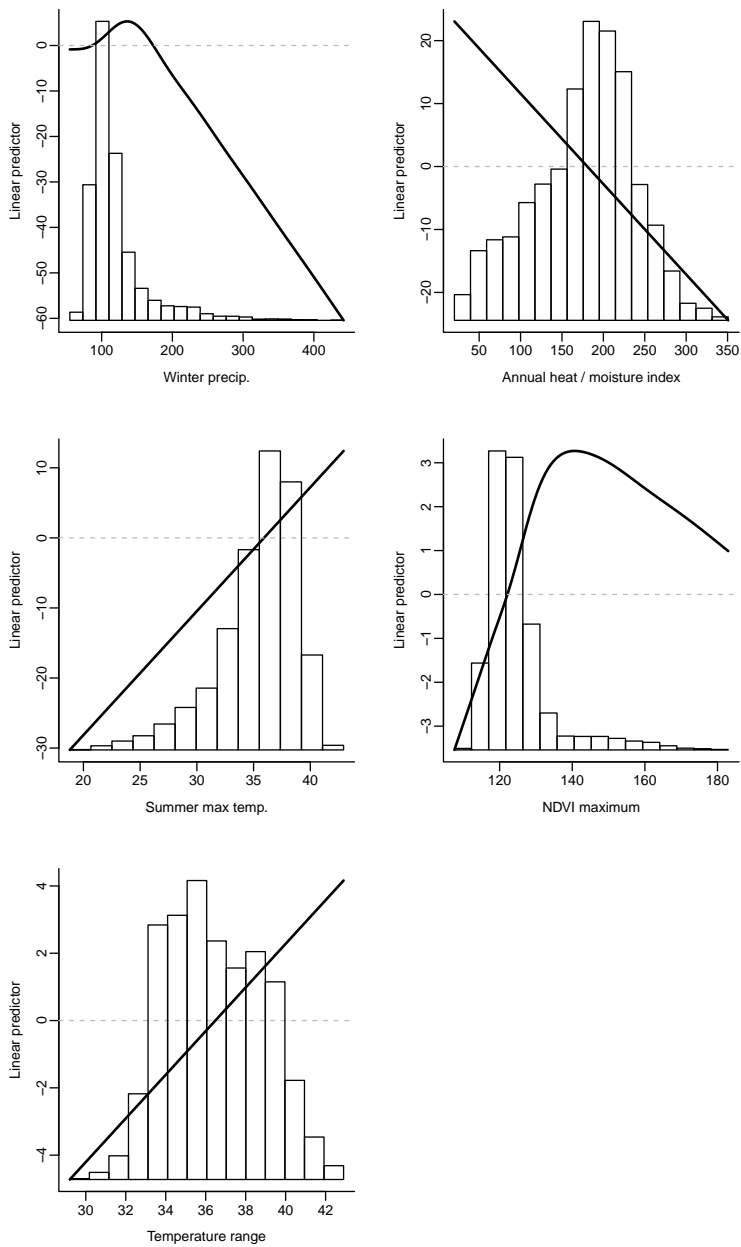 Linear predictor
0
−10
−20
−30
−40
−50
−60
100 200 300 400
Winter precip.
Linear predictor
20
10
0
−10
−20
50 100 150 200 250 300 350
Annual heat / moisture index
Linear predictor
10
0
−10
−20
−30
20 25 30 35 40
Summer max temp.
Linear predictor
3
2
1
0
−1
−2
−3
120 140 160 180
NDVI maximum
Linear predictor
4
2
0
−2
−4
30 32 34 36 38 40 42
Temperature range